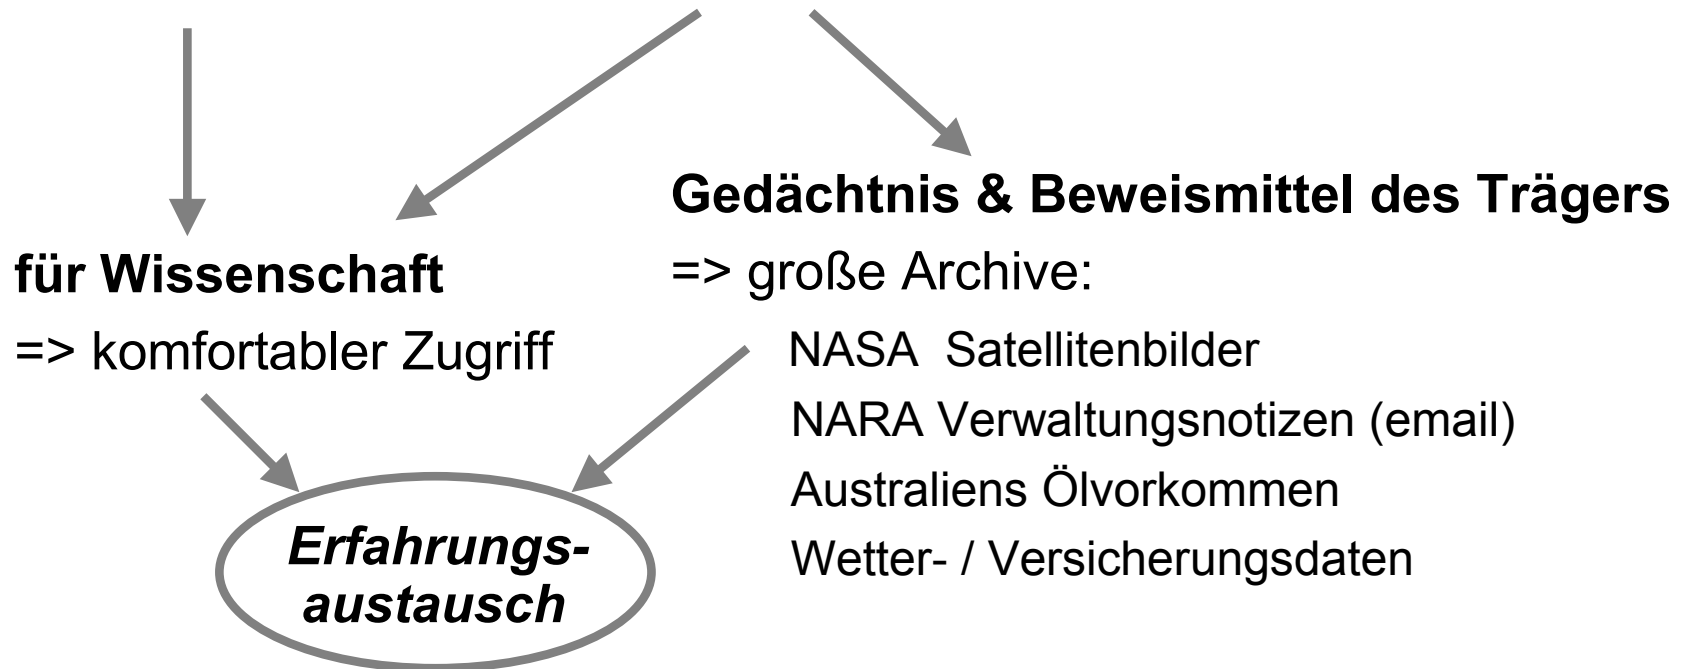 für Wissenschaft
=> komfortabler Zugriff
Gedächtnis & Beweismittel des Trägers
=> große Archive:
NASA  Satellitenbilder
NARA Verwaltungsnotizen (email)
Australiens Ölvorkommen
Wetter- / Versicherungsdaten
Erfahrungs-
austausch